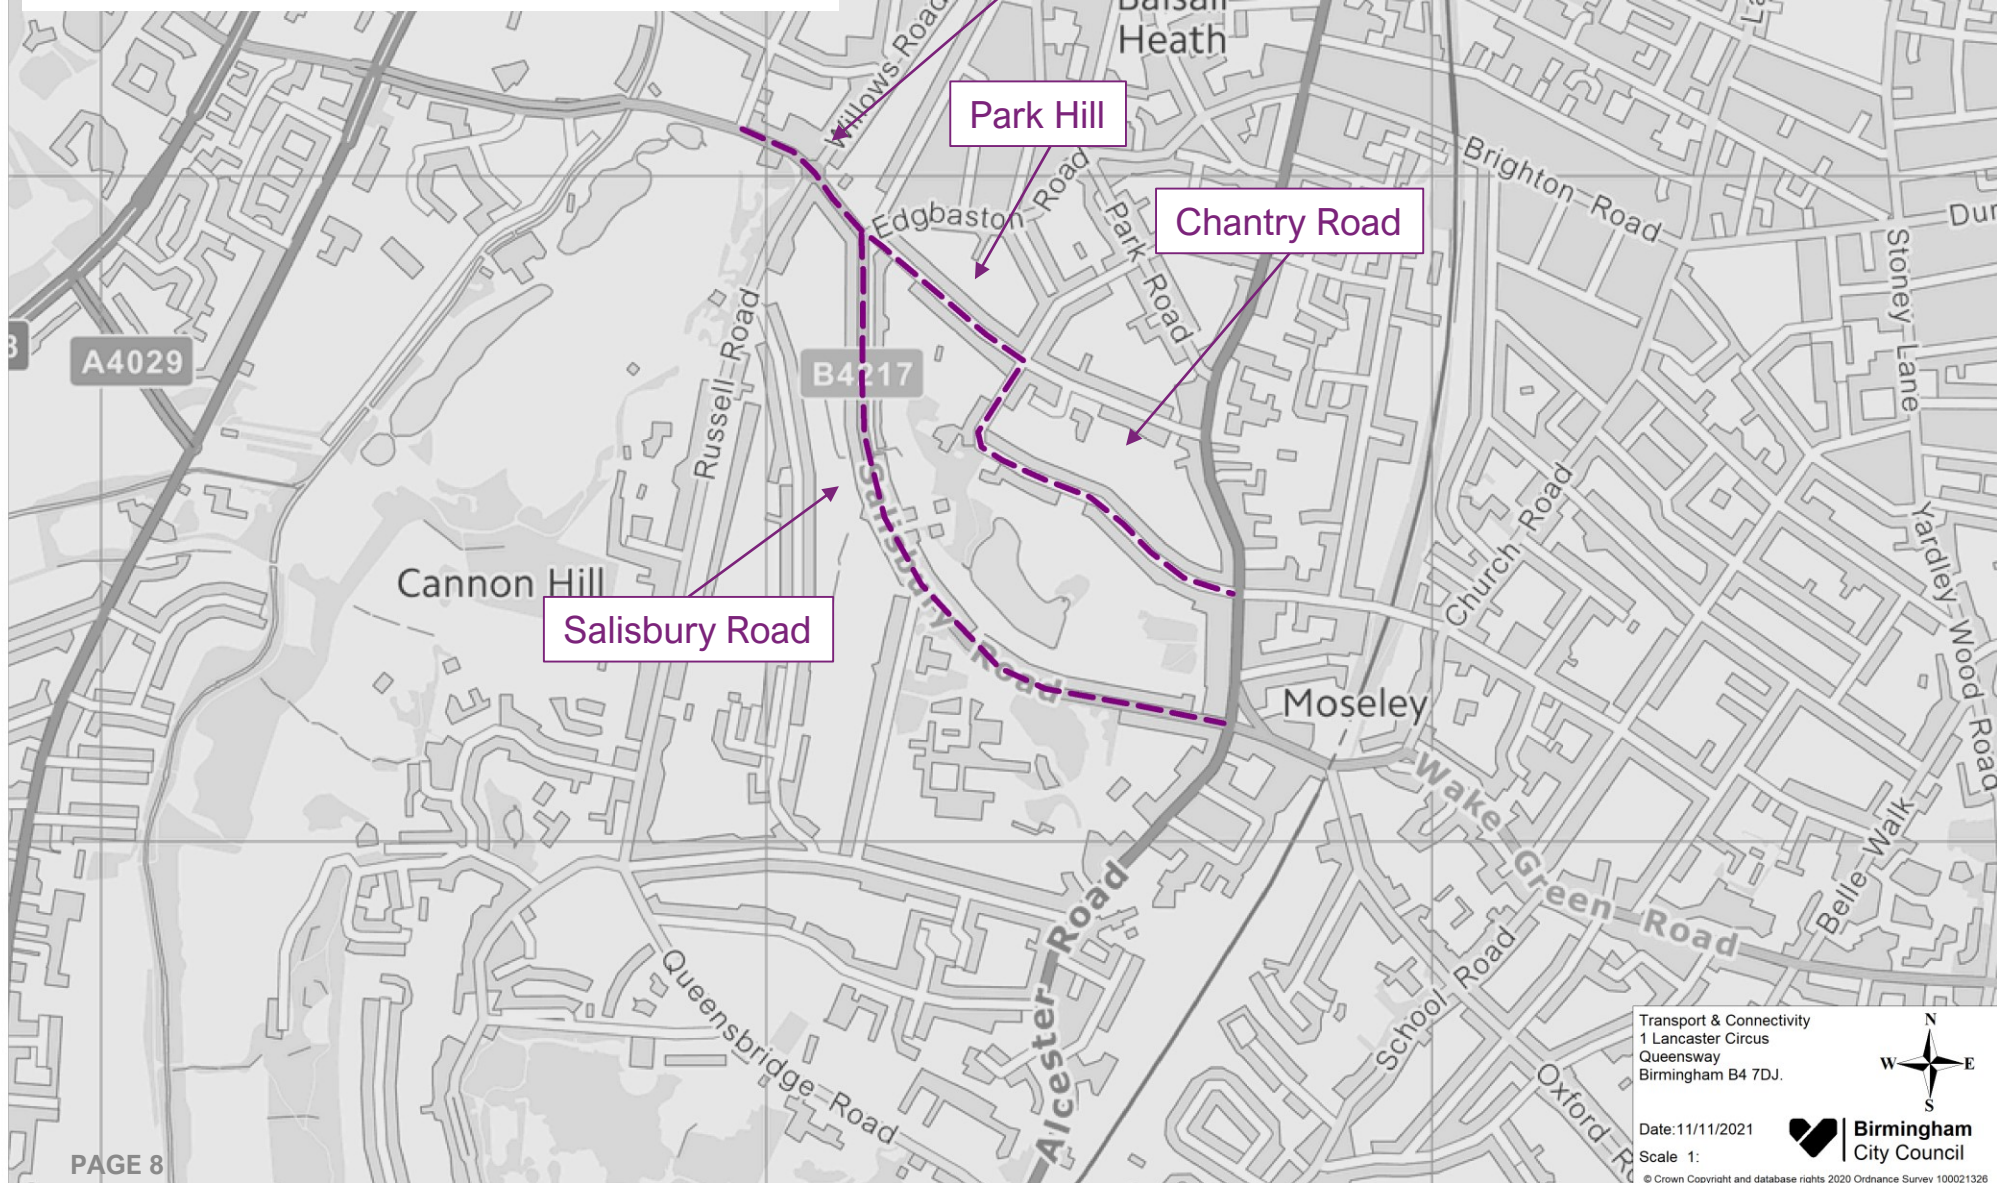 Balsall
Heath
Willows Road
Park Hill
Brighton Road
Chantry Road
Edgbaston Road
Park Road
Stoney Lane
A4029
B4217
Russell Road
Salisbury Road
Church Road
Yardley Wood Road
Cannon Hill
Salisbury Road
Moseley
Wake Green Road
Belle Walk
Alcester Road
Queensbridge Road
School Road
PAGE 8
Transport & Connectivity
1 Lancaster Circus
Queensway
Birmingham B4 7DJ.
N
W
E
S
Date:11/11/2021
Scale 1:
Birmingham
City Council
© Crown Copyright and database rights 2020 Ordnance Survey 100021326
Oxford